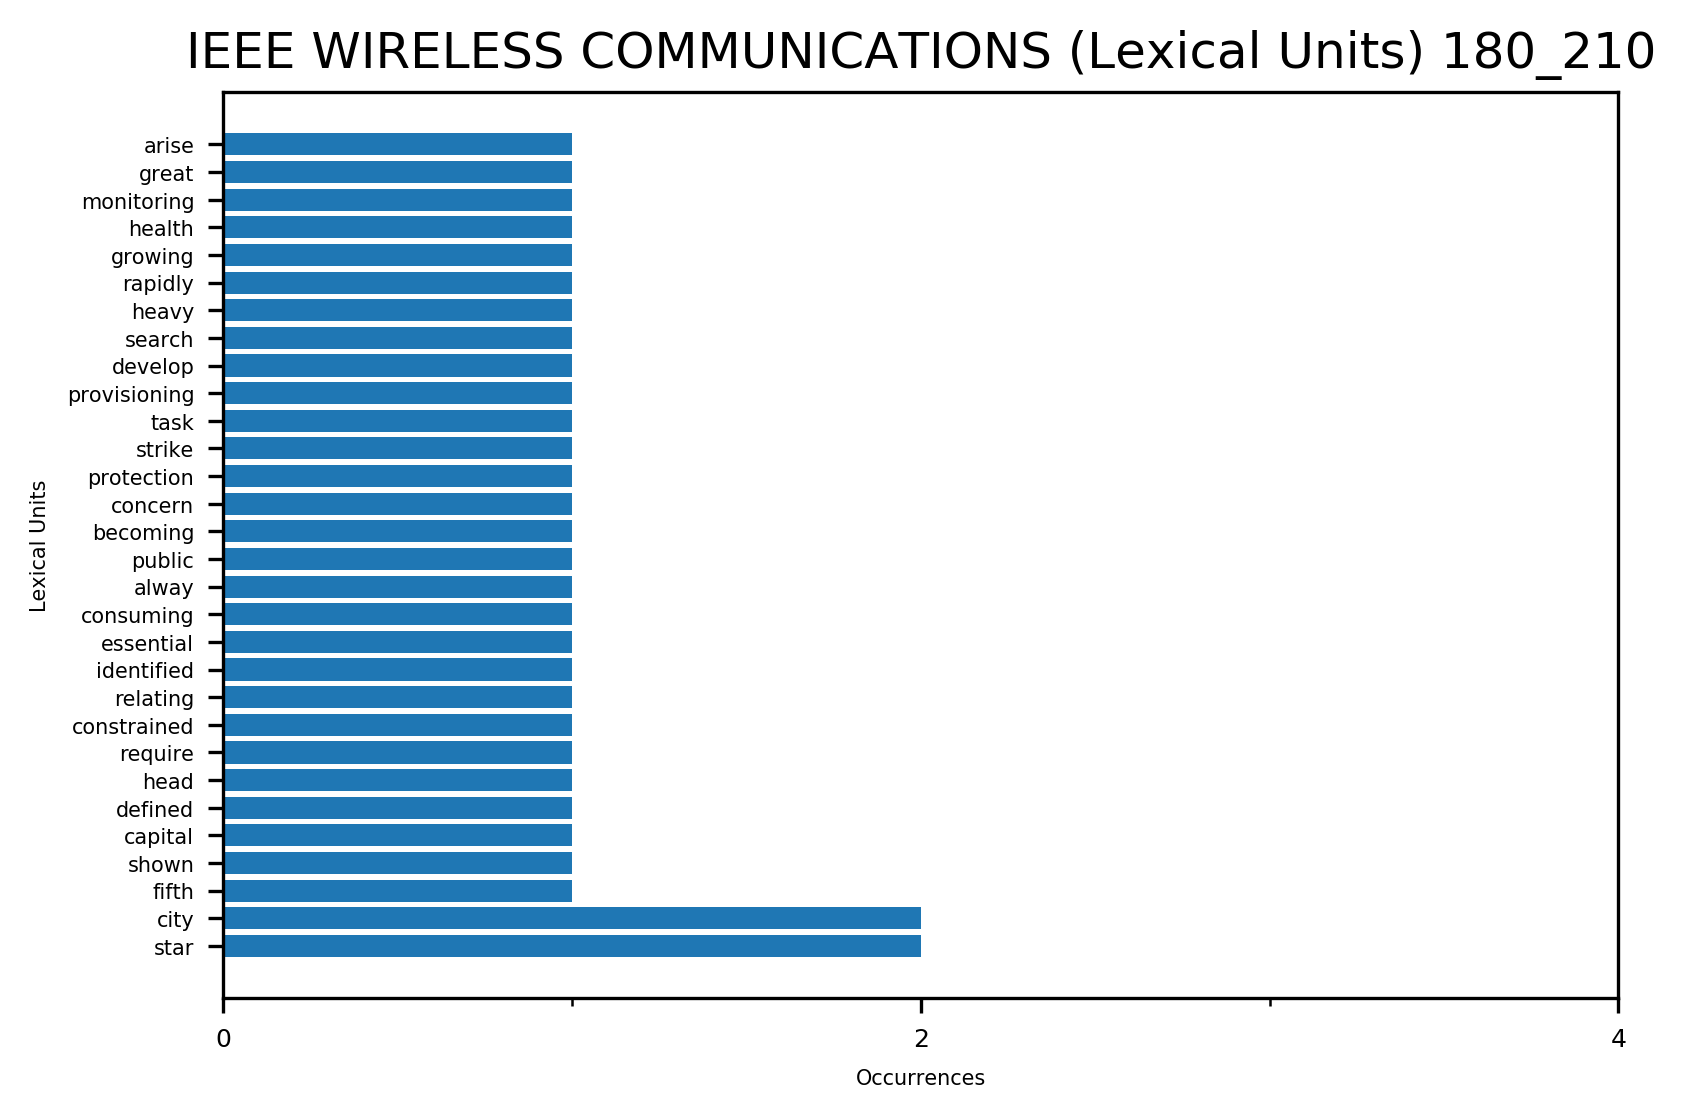 IEEE WIRELESS COMMUNICATIONS (Lexical Units) 180_210
arise
great
monitoring
health
growing
rapidly
heavy
search
develop
provisioning
task
strike
protection
concern
becoming
public
alway
consuming
essential
identified
relating
constrained
require
head
defined
capital
shown
fifth
city
star
Lexical Units
0 2 4
Occurrences